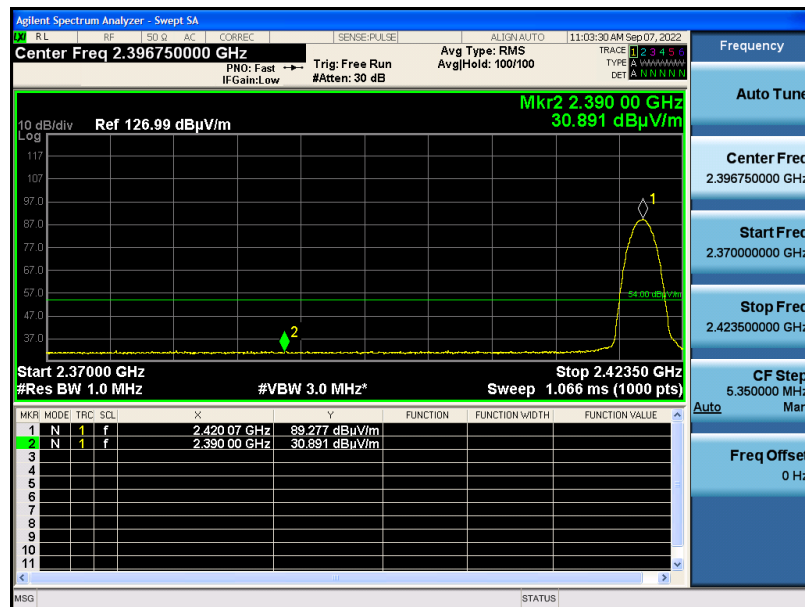 Agilent Spectrum Analyzer - Swept SA
LXI RL RF 50 Ω AC CORREC SENSE:PULSE ALIGN AUTO 11:03:30 AM Sep 07, 2022
Center Freq 2.396750000 GHz
PNO: Fast
IFGain:Low
Trig: Free Run
#Atten: 30 dB
Avg Type: RMS
Avg|Hold: 100/100
TRACE 1 2 3 4 5 6
TYPE A
DET A N N N N N
Mkr2 2.390 00 GHz
30.891 dBµV/m
10 dB/div Ref 126.99 dBµV/m
Log
117
107
97.0
87.0
77.0
67.0
57.0
47.0
37.0
1
54.00 dBµV/m
2
Start 2.37000 GHz Stop 2.42350 GHz
#Res BW 1.0 MHz #VBW 3.0 MHz* Sweep 1.066 ms (1000 pts)
MKR MODE TRC SCL X Y FUNCTION FUNCTION WIDTH FUNCTION VALUE
1 N 1 f 2.420 07 GHz 89.277 dBµV/m
2 N 1 f 2.390 00 GHz 30.891 dBµV/m
3
4
5
6
7
8
9
10
11
MSG STATUS
Frequency
Auto Tune
Center Freq
2.396750000 GHz
Start Freq
2.370000000 GHz
Stop Freq
2.423500000 GHz
CF Step
5.350000 MHz
Auto Man
Freq Offset
0 Hz